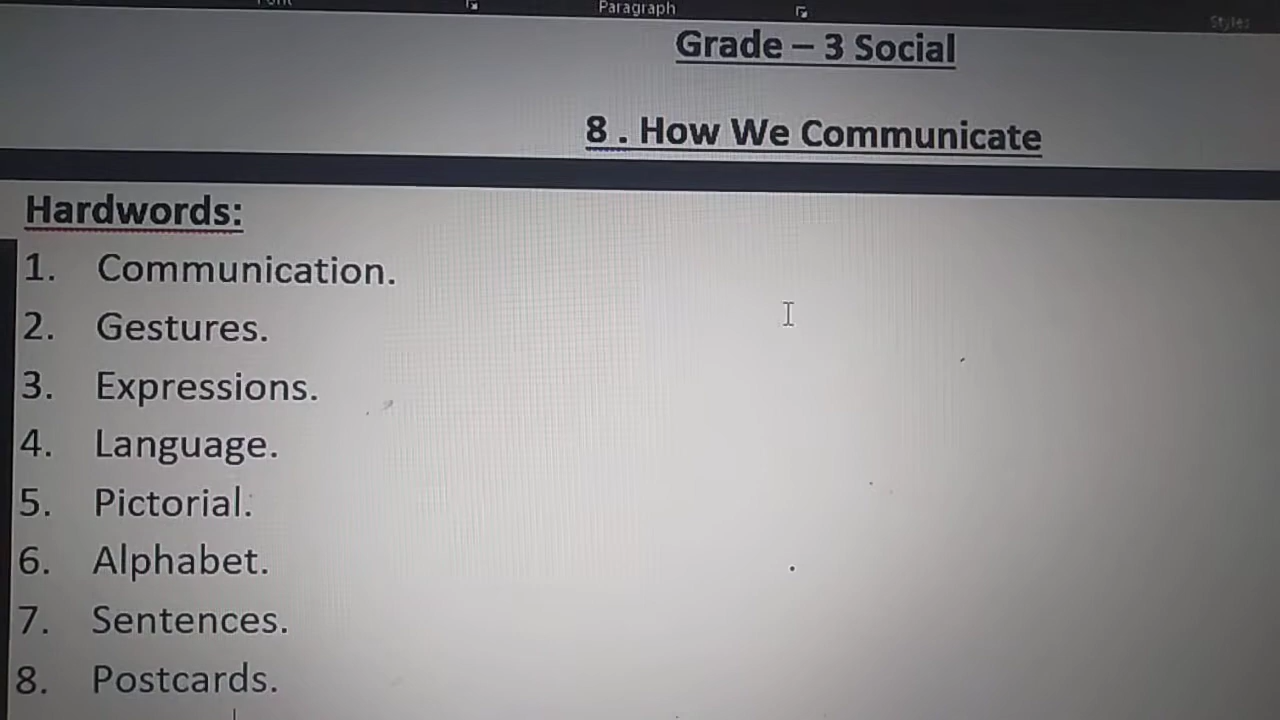 Paragraph
Styles
Grade – 3 Social
8 . How We Communicate
Hardwords:
1. Communication.
2. Gestures.
3. Expressions.
4. Language.
5. Pictorial.
6. Alphabet.
7. Sentences.
8. Postcards.